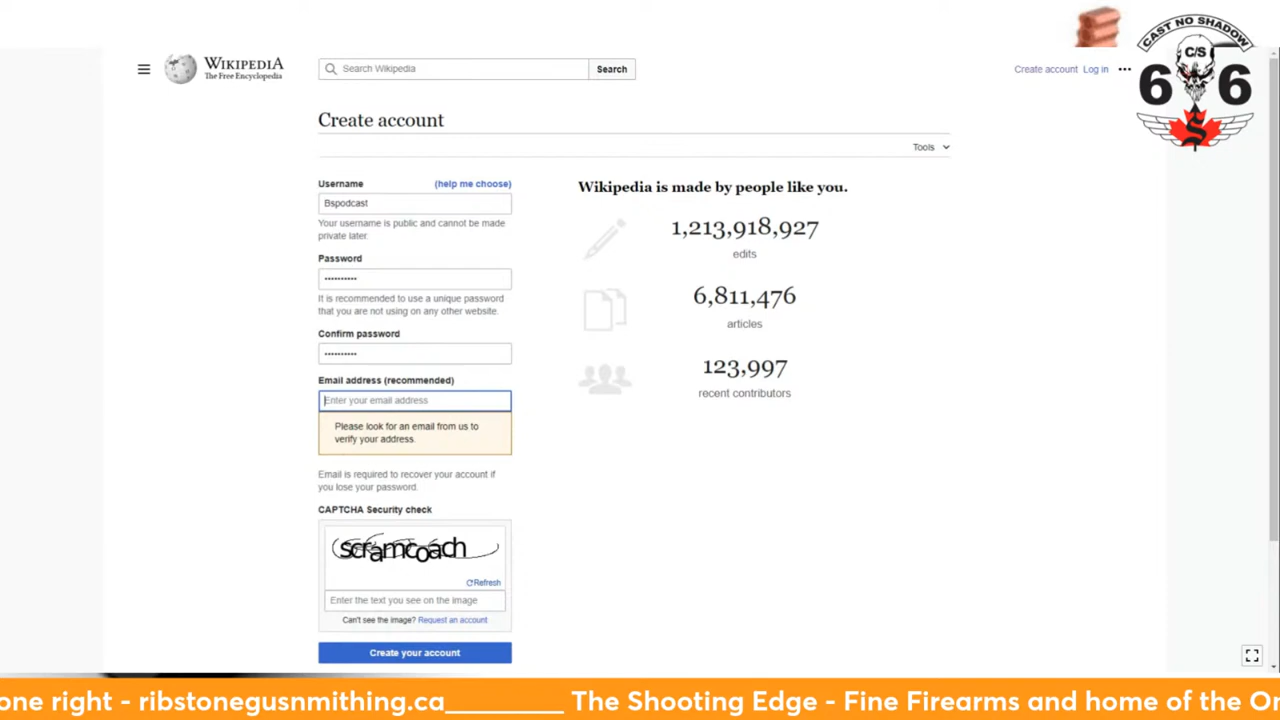 CAST NO SHADOW
C/S
6 6
S
WIKIPEDIA
The Free Encyclopedia
Search Wikipedia
Search
Create account Log in
Create account
Tools
Username (help me choose)
Bspodcast
Your username is public and cannot be made
private later.
Password
It is recommended to use a unique password
that you are not using on any other website.
Confirm password
Email address (recommended)
Enter your email address
Please look for an email from us to
verify your address.
Email is required to recover your account if
you lose your password.
CAPTCHA Security check
scramcoach
Refresh
Enter the text you see on the image
Can't see the image? Request an account
Create your account
Wikipedia is made by people like you.
1,213,918,927
edits
6,811,476
articles
123,997
recent contributors
one right - ribstonegusnmithing.ca__________ The Shooting Edge - Fine Firearms and home of the Or